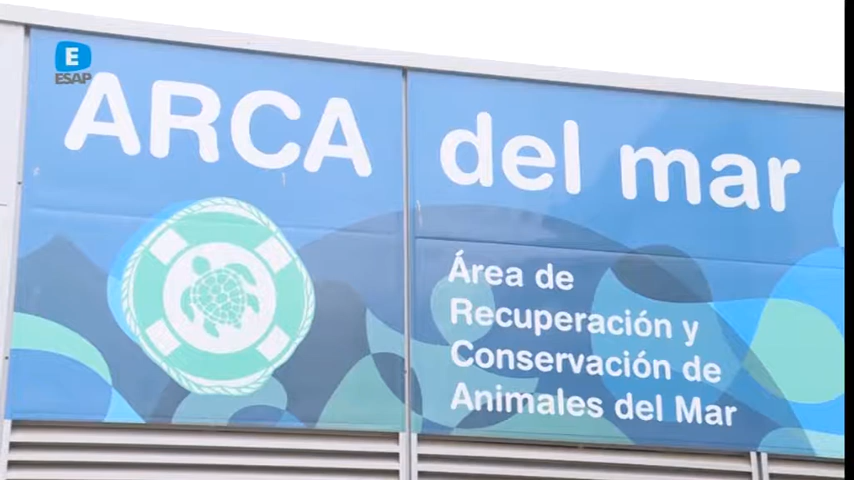 E
ESAP
ARCA del mar
Área de
Recuperación y
Conservación de
Animales del Mar